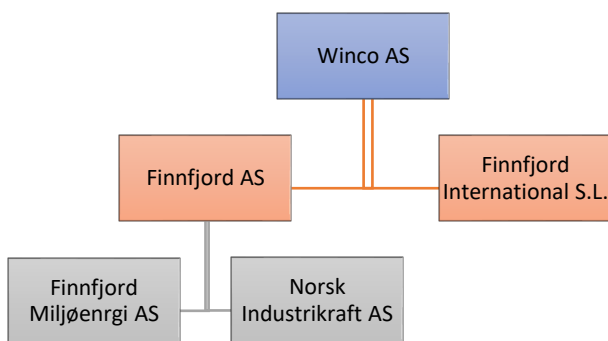 Winco AS
Finnfjord AS
Finnfjord
International S.L.
Finnfjord
Miljøenrgi AS
Norsk
Industrikraft AS